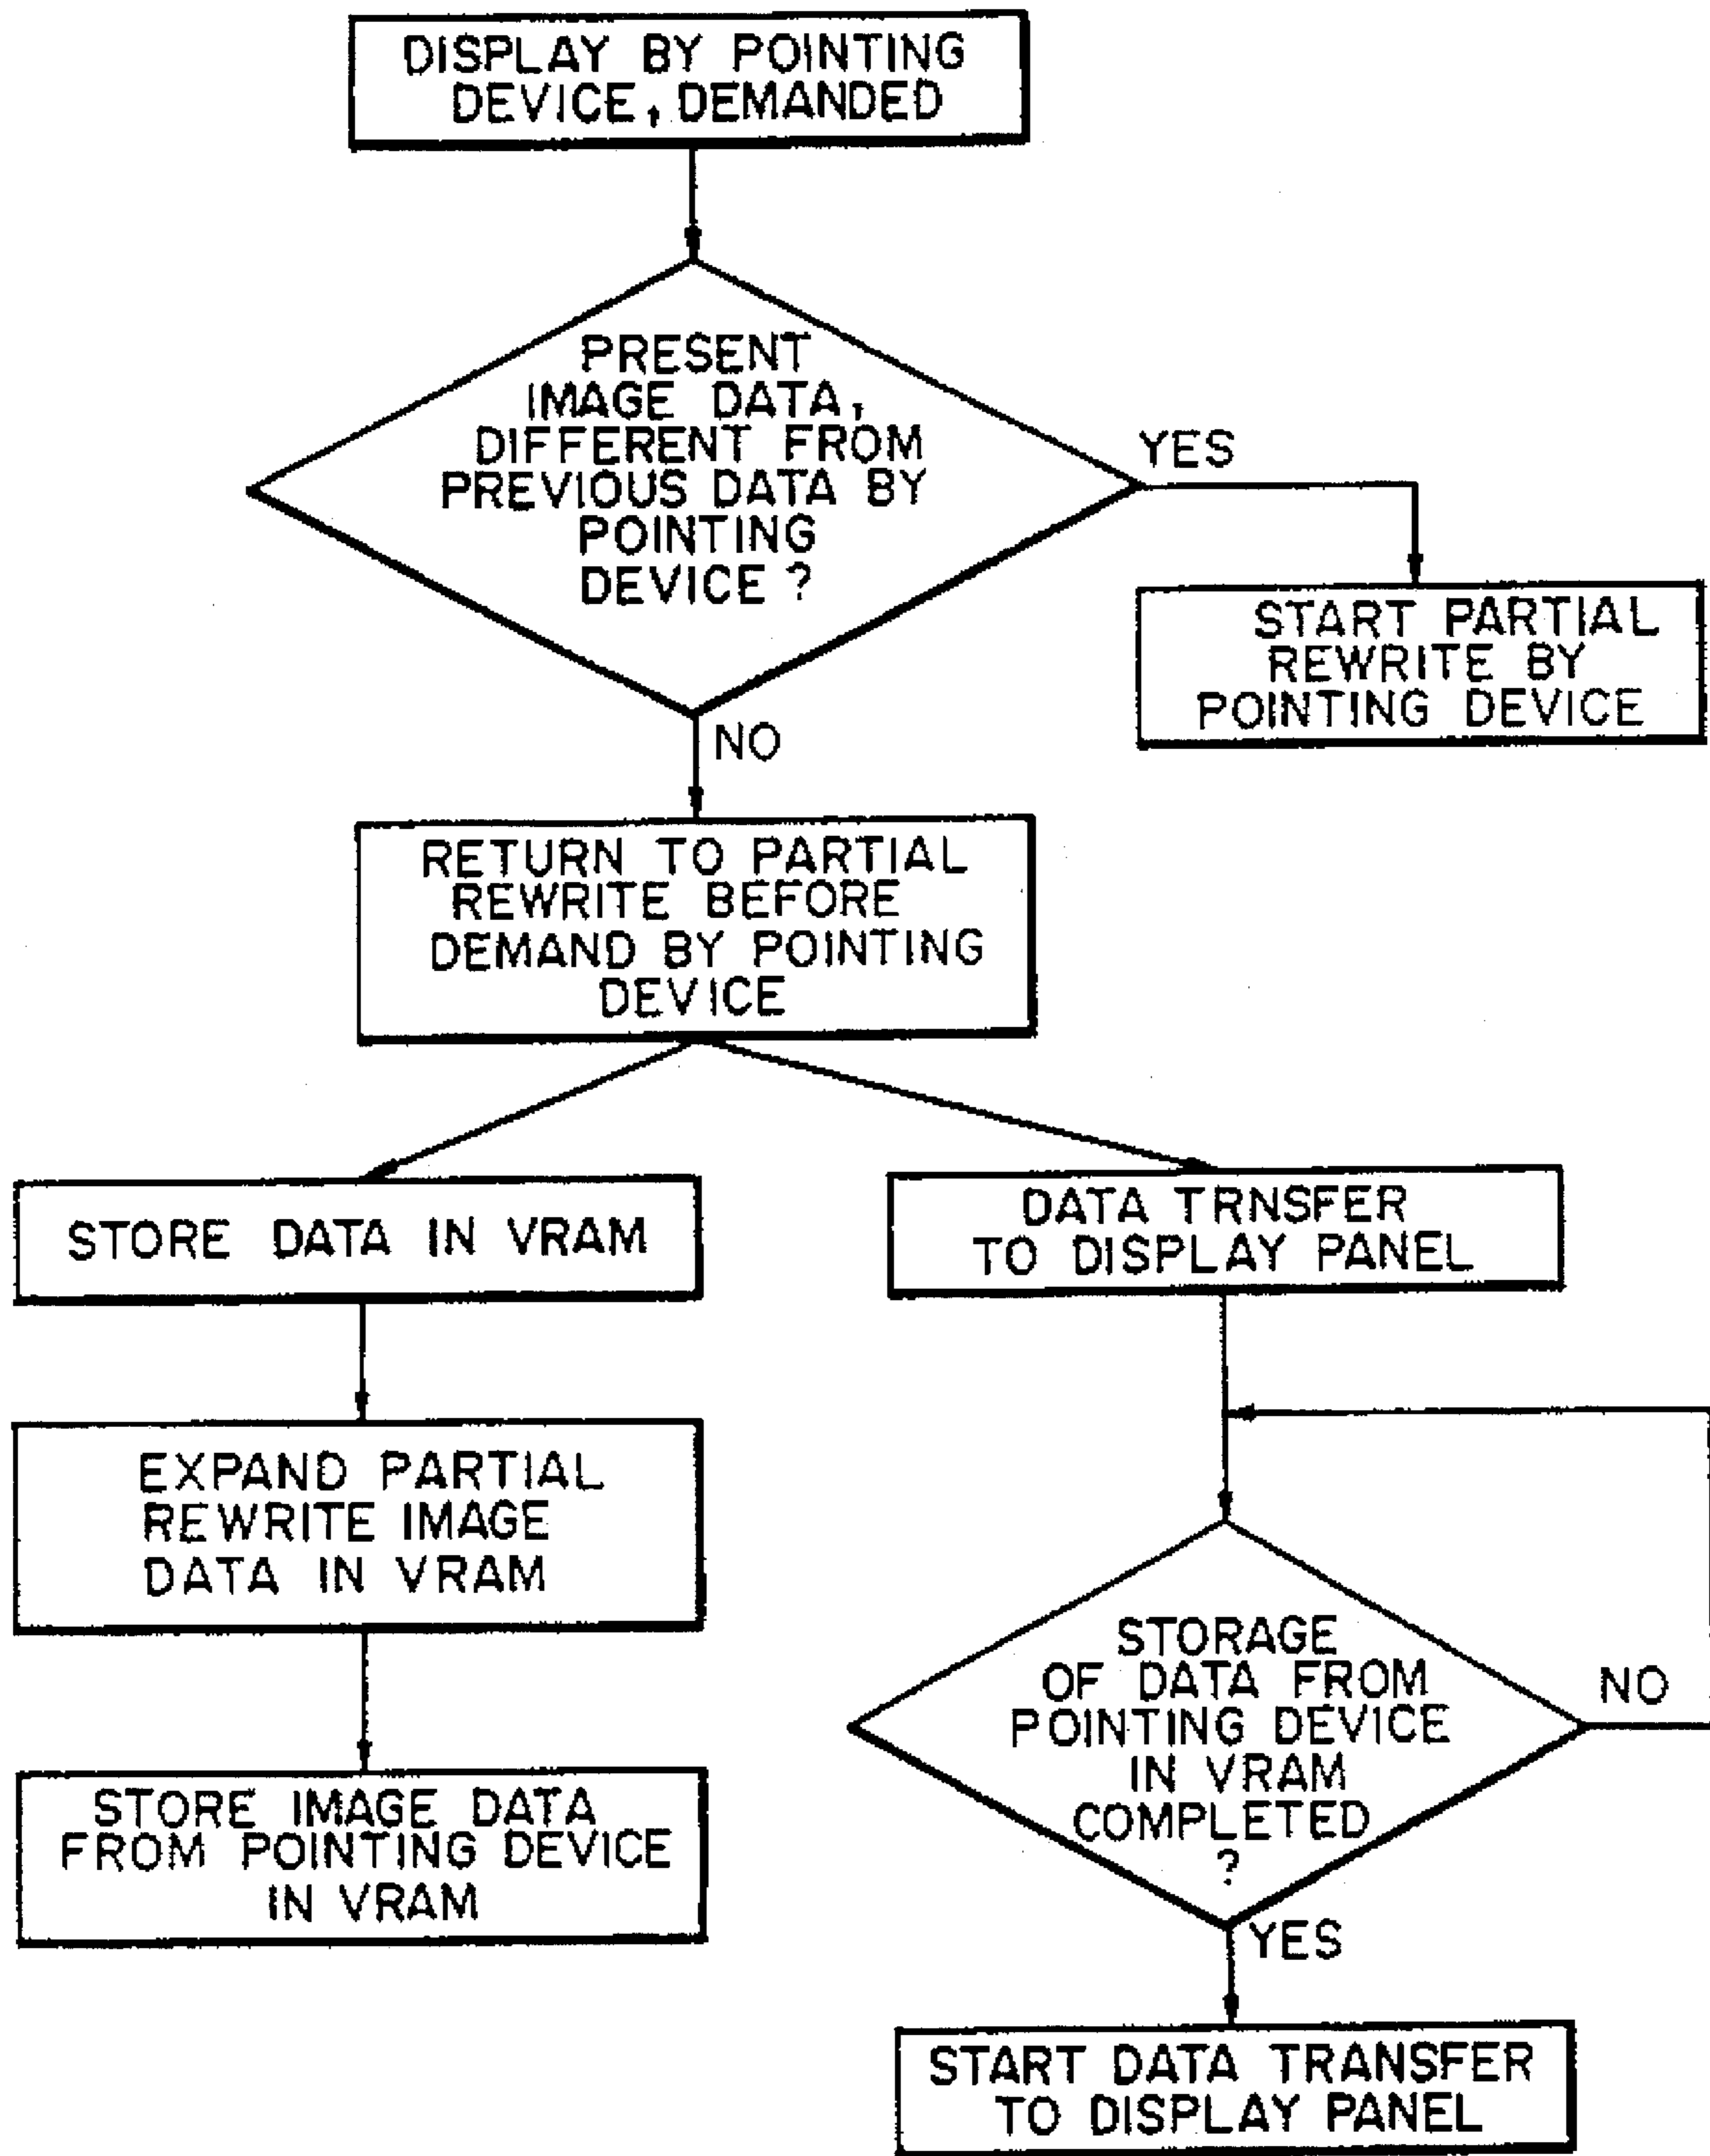 DISPLAY BY POINTING
DEVICE, DEMANDED
PRESENT
IMAGE DATA,
DIFFERENT FROM
PREVIOUS DATA BY
POINTING
DEVICE ?
YES
START PARTIAL
REWRITE BY
POINTING DEVICE
NO
RETURN TO PARTIAL
REWRITE BEFORE
DEMAND BY POINTING
DEVICE
STORE DATA IN VRAM
DATA TRNSFER
TO DISPLAY PANEL
EXPAND PARTIAL
REWRITE IMAGE
DATA IN VRAM
STORAGE
OF DATA FROM
POINTING DEVICE
IN VRAM
COMPLETED
?
NO
STORE IMAGE DATA
FROM POINTING DEVICE
IN VRAM
YES
START DATA TRANSFER
TO DISPLAY PANEL